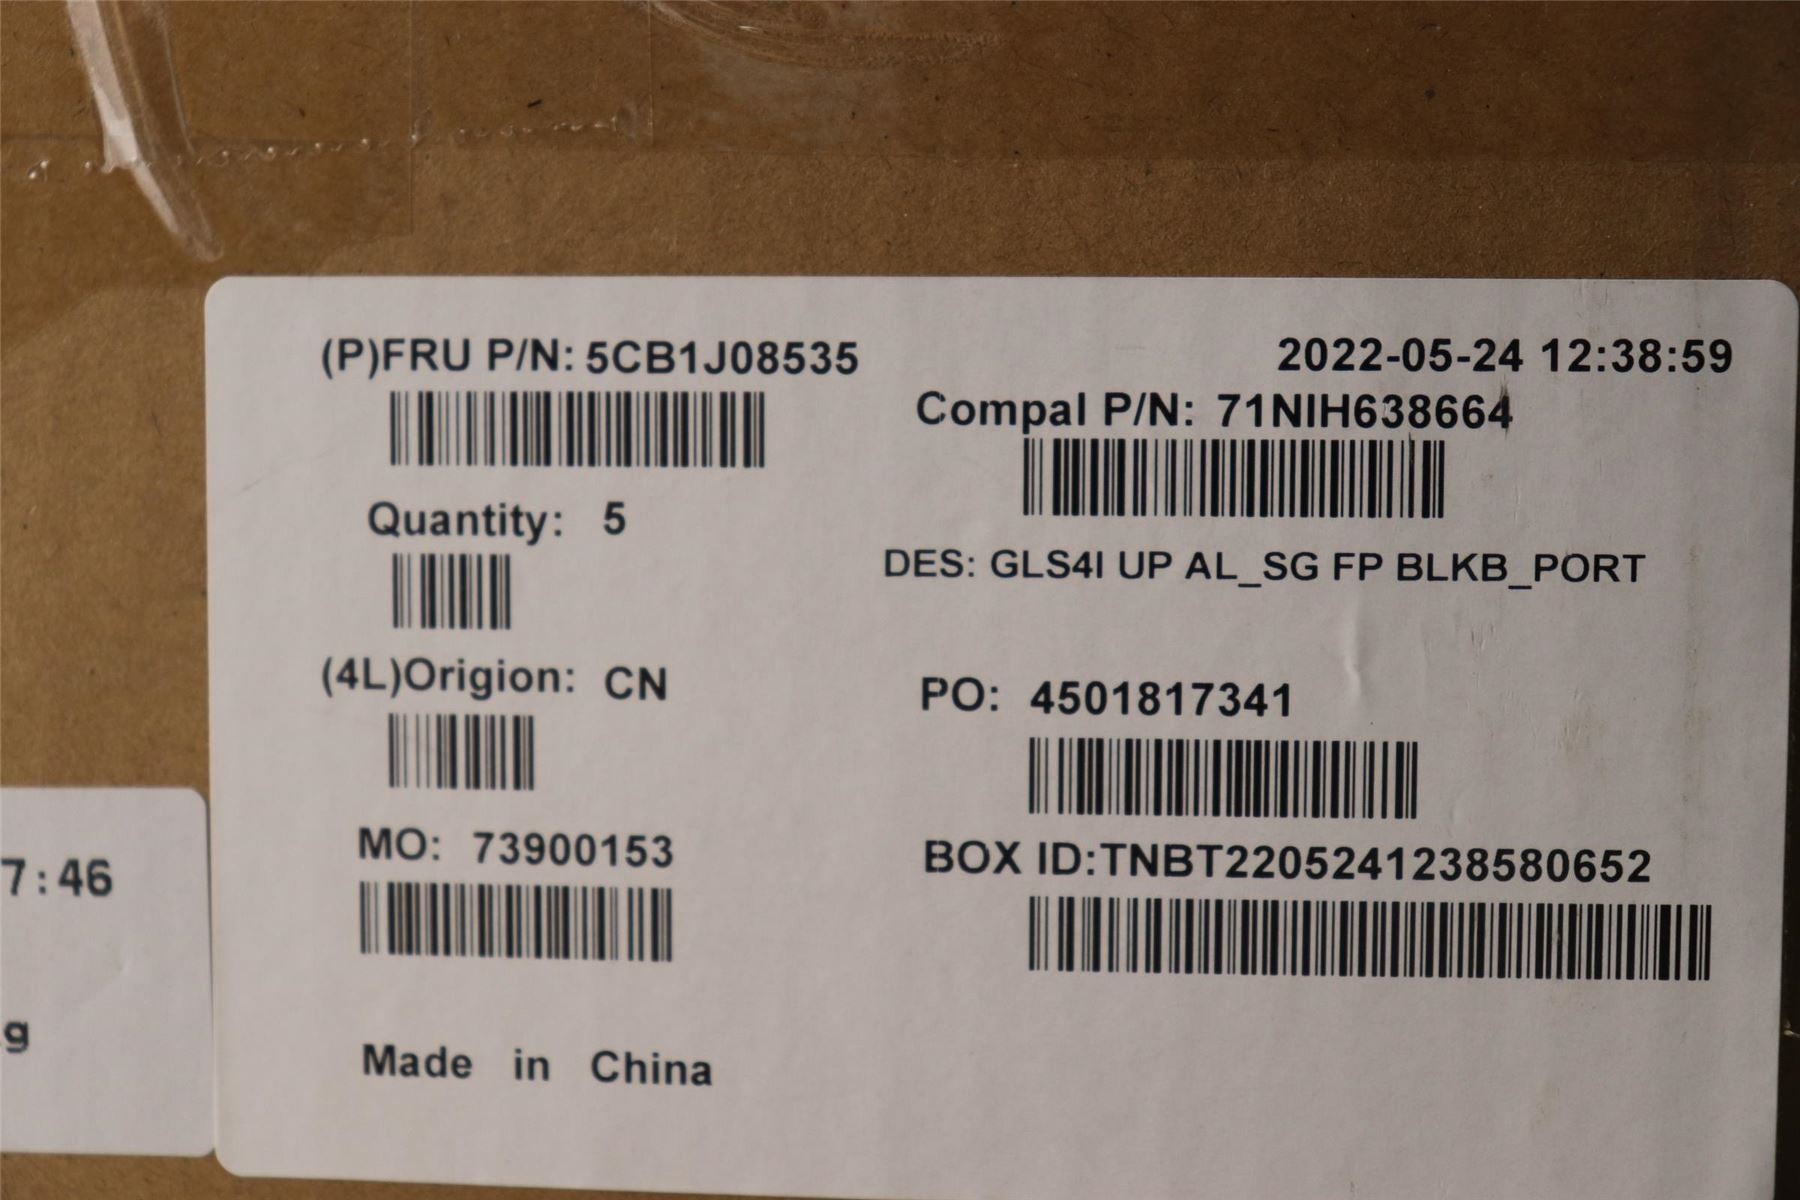 (P)FRU P/N: 5CB1J08535
2022-05-24 12:38:59
Compal P/N: 71NIH638664
Quantity: 5
DES: GLS4I UP AL_SG FP BLKB_PORT
(4L)Origion: CN
PO: 4501817341
MO: 73900153
BOX ID:TNBT2205241238580652
7:46
g
Made in China